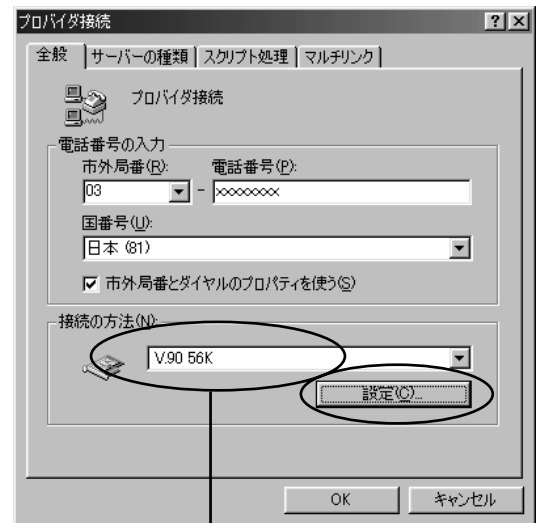 プロバイダ接続
全般 サーバーの種類 スクリプト処理 マルチリンク
プロバイダ接続
電話番号の入力
市外局番(R): 電話番号(P):
03 - xxxxxxxx
国番号(U):
日本 (81)
市外局番とダイヤルのプロパティを使う(S)
接続の方法(N):
V.90 56K
設定(C)...
OK キャンセル